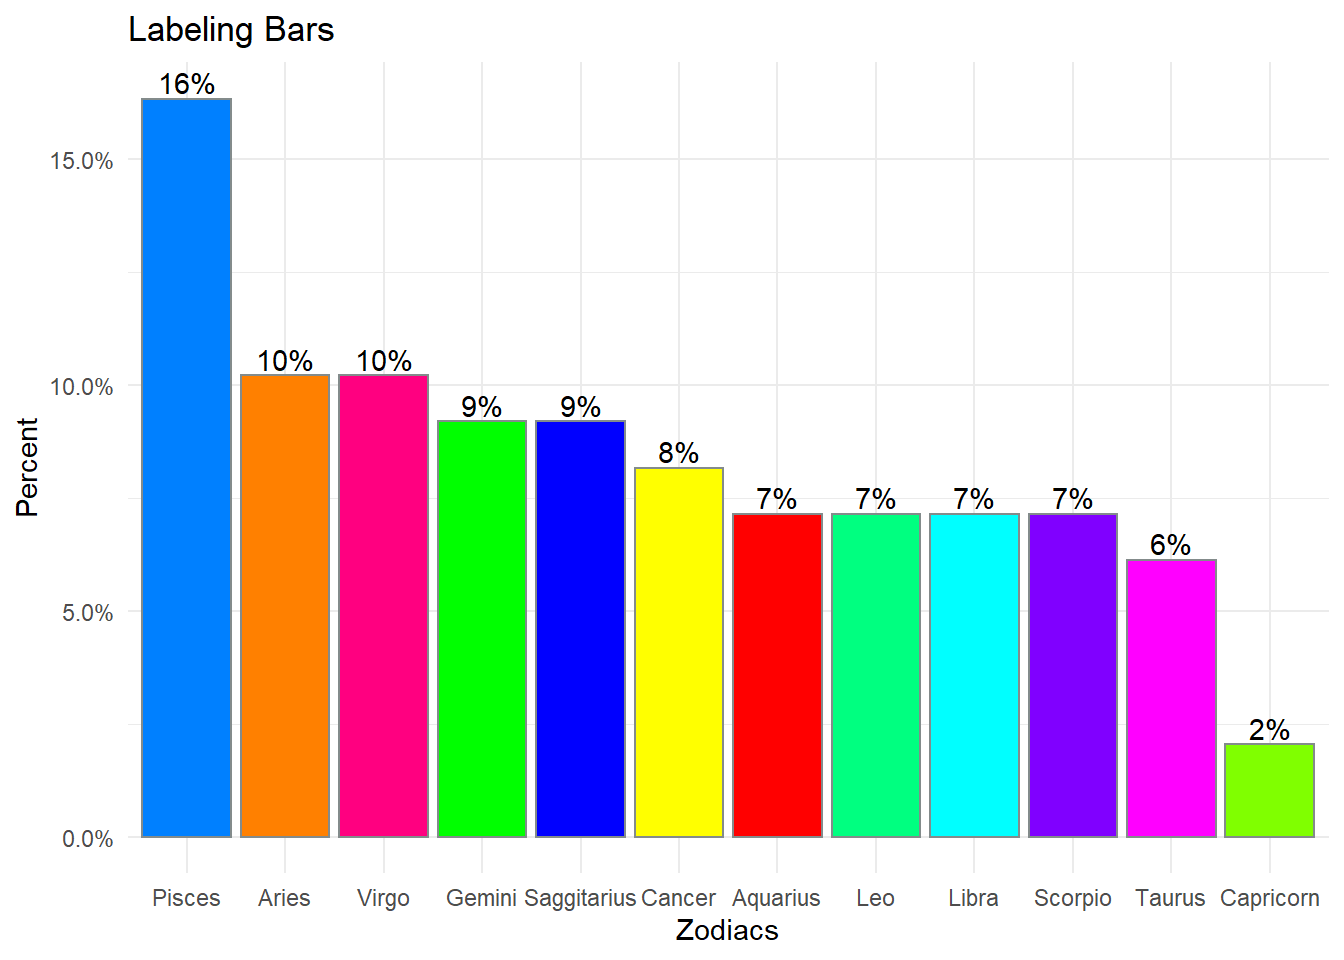 Labeling Bars
16%
15.0%
10% 10%
10.0%
9% 9%
8%
7% 7% 7% 7%
6%
5.0%
2%
0.0%
Percent
Pisces Aries Virgo Gemini Saggitarius Cancer Aquarius Leo Libra Scorpio Taurus Capricorn
Zodiacs